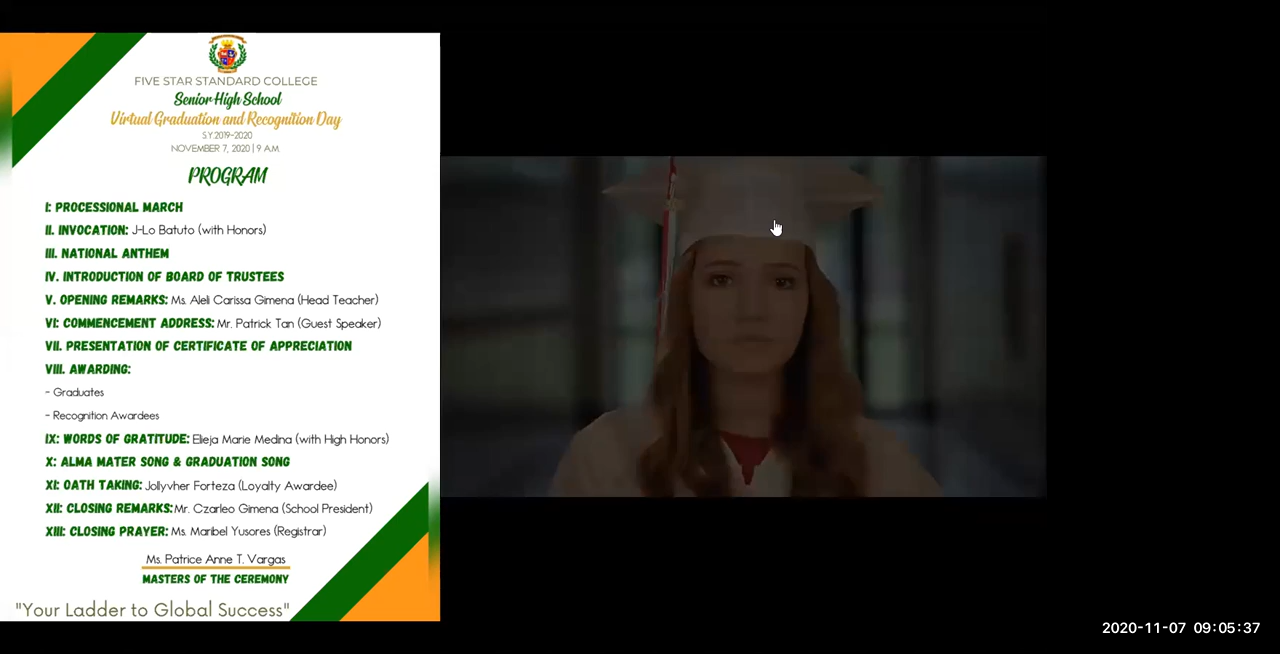 FIVE STAR STANDARD COLLEGE
Senior High School
Virtual Graduation and Recognition Day
S.Y.2019-2020
NOVEMBER 7, 2020 | 9 A.M
PROGRAM
I: PROCESSIONAL MARCH
II. INVOCATION: J-Lo Batuto (with Honors)
III. NATIONAL ANTHEM
IV. INTRODUCTION OF BOARD OF TRUSTEES
V. OPENING REMARKS: Ms. Aleli Carissa Gimena (Head Teacher)
VI: COMMENCEMENT ADDRESS: Mr. Patrick Tan (Guest Speaker)
VII. PRESENTATION OF CERTIFICATE OF APPRECIATION
VIII. AWARDING:
- Graduates
- Recognition Awardees
IX: WORDS OF GRATITUDE: Elieja Marie Medina (with High Honors)
X: ALMA MATER SONG & GRADUATION SONG
XI: OATH TAKING: Jollyvher Forteza (Loyalty Awardee)
XII: CLOSING REMARKS: Mr. Czarleo Gimena (School President)
XIII: CLOSING PRAYER: Ms. Maribel Yusores (Registrar)
Ms. Patrice Anne T. Vargas
MASTERS OF THE CEREMONY
"Your Ladder to Global Success"
2020-11-07 09:05:37